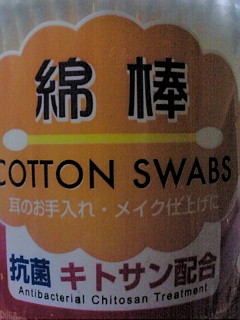 綿棒
COTTON SWABS
耳のお手入れ・メイク仕上げに
抗菌 キトサン配合
Antibacterial Chitosan Treatment